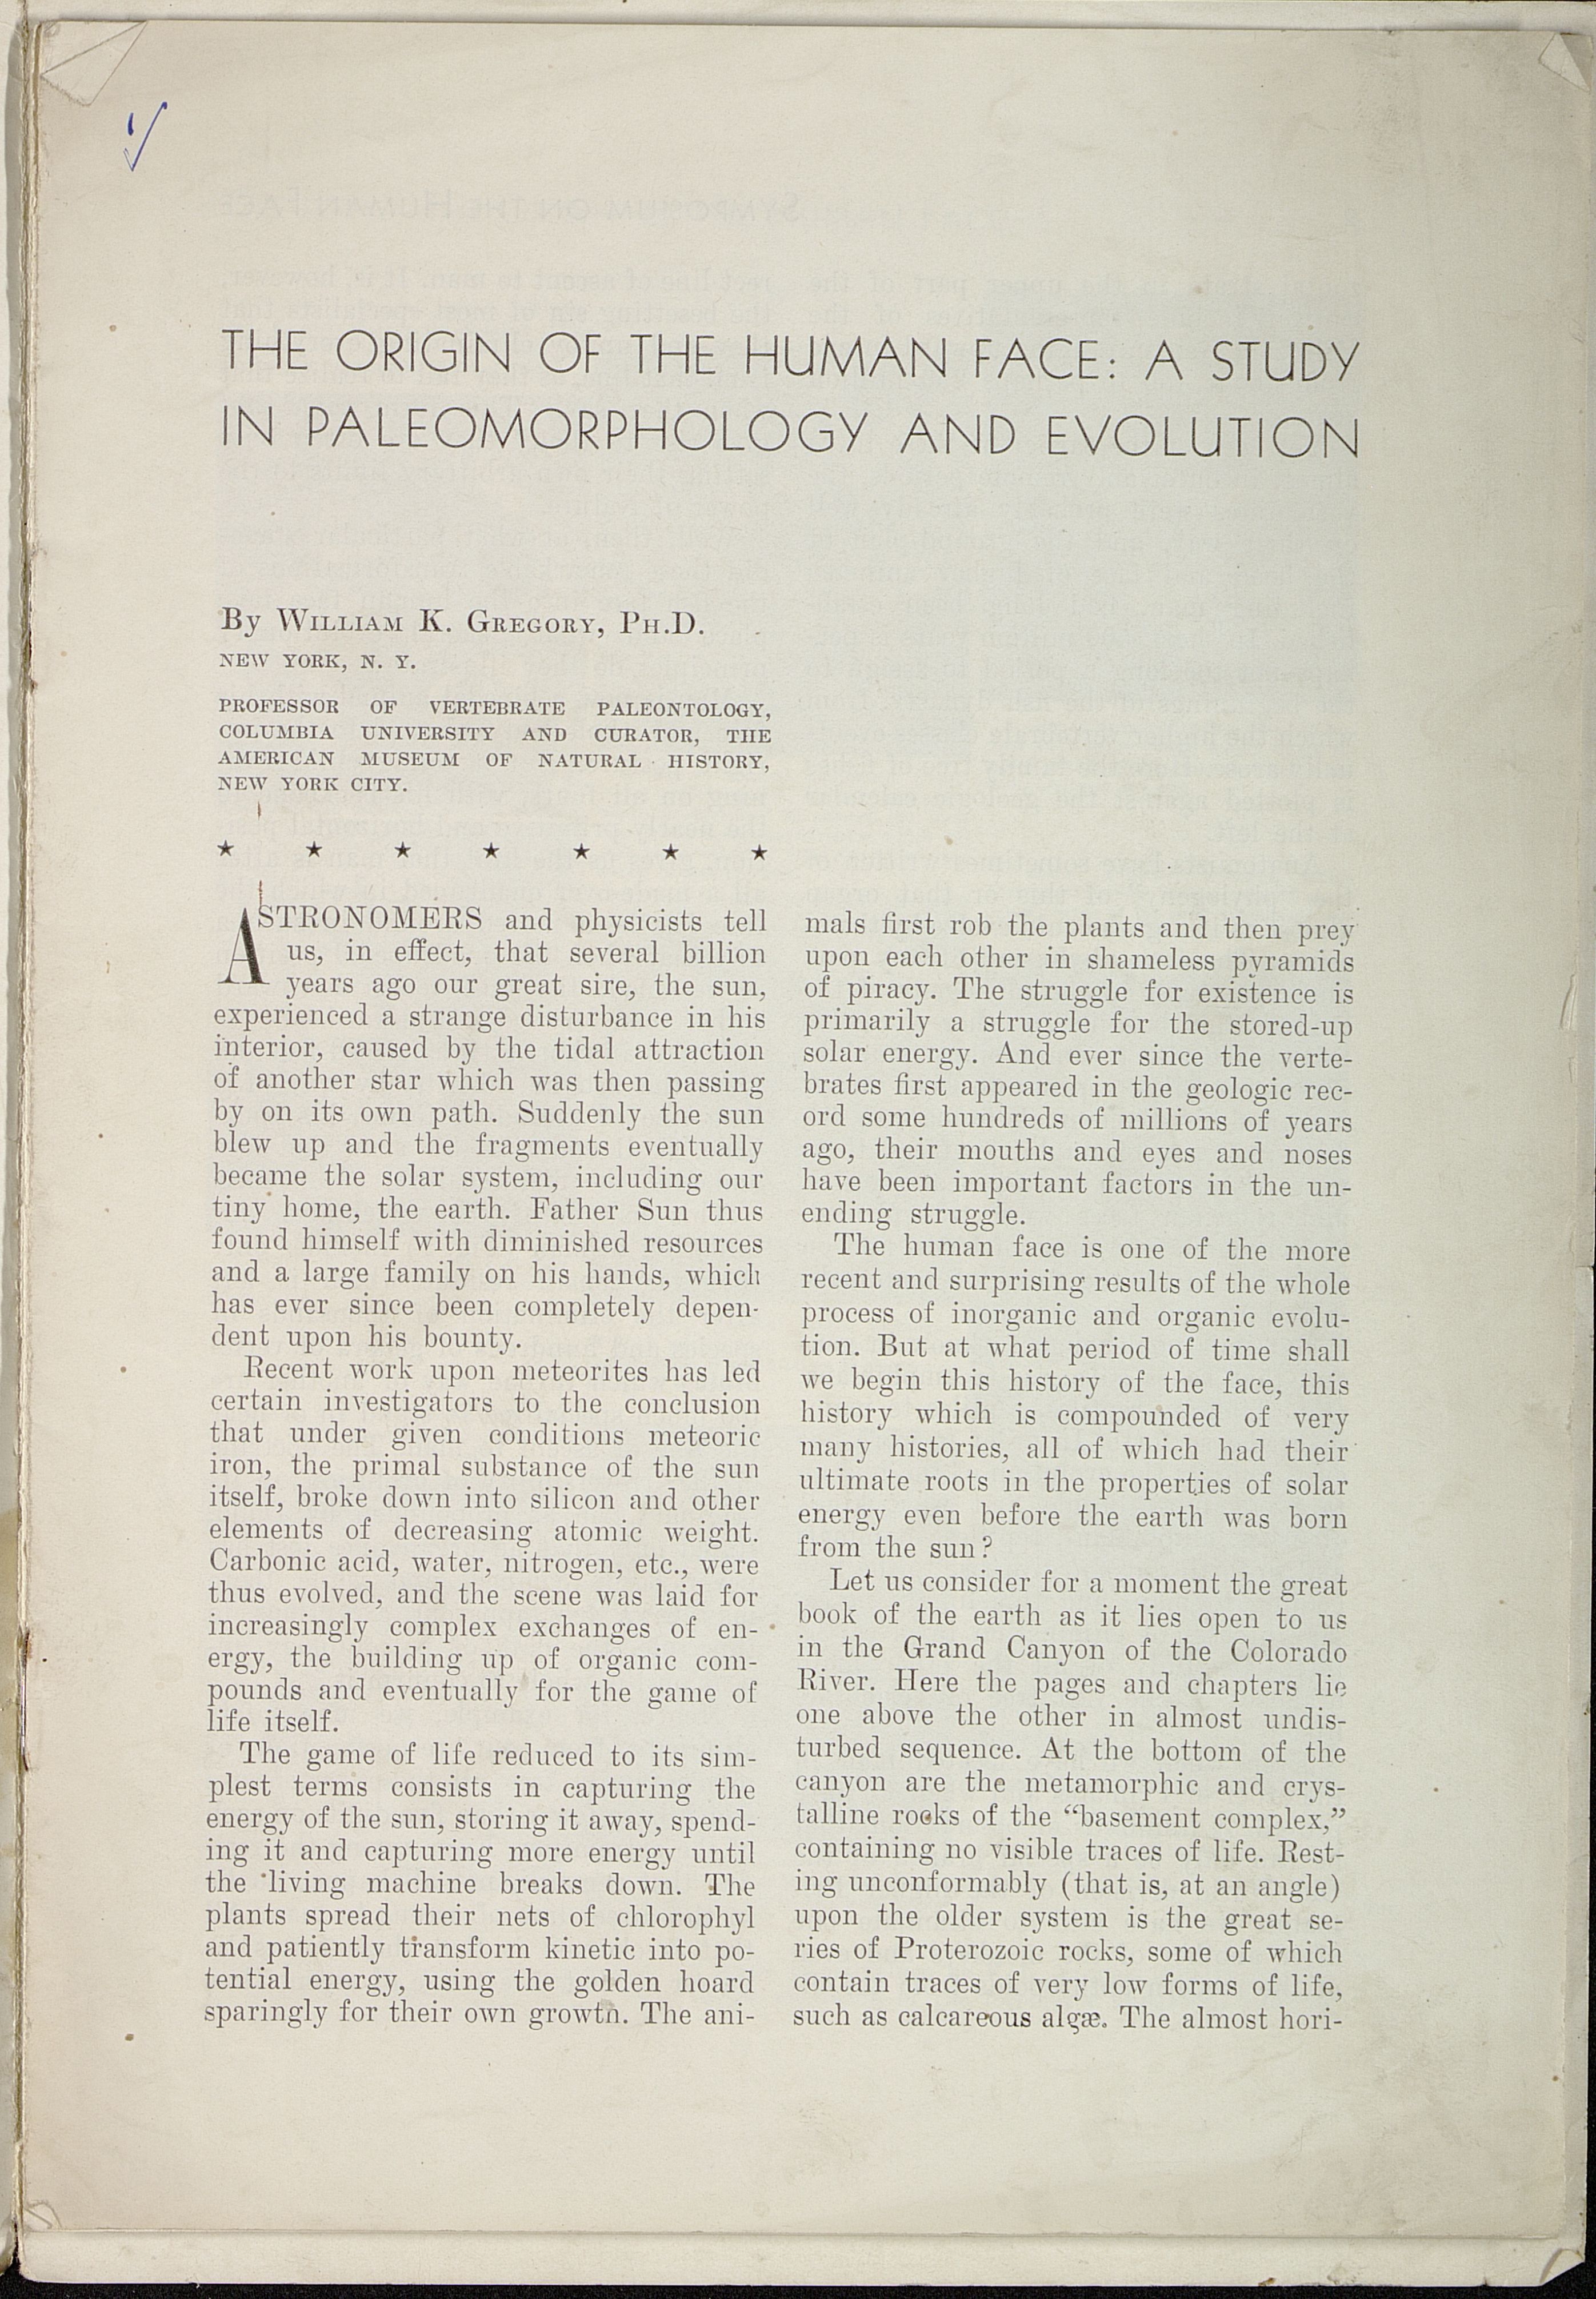 THE ORIGIN OF THE HUMAN FACE: A STUDY
IN PALEOMORPHOLOGY AND EVOLUTION
By WILLIAM K. GREGORY, PH.D.
NEW YORK, N. Y.
PROFESSOR OF VERTEBRATE PALEONTOLOGY,
COLUMBIA UNIVERSITY AND CURATOR, THE
AMERICAN MUSEUM OF NATURAL HISTORY,
NEW YORK CITY.
★ ★ ★ ★ ★ ★ ★
ASTRONOMERS and physicists tell
us, in effect, that several billion
years ago our great sire, the sun,
experienced a strange disturbance in his
interior, caused by the tidal attraction
of another star which was then passing
by on its own path. Suddenly the sun
blew up and the fragments eventually
became the solar system, including our
tiny home, the earth. Father Sun thus
found himself with diminished resources
and a large family on his hands, which
has ever since been completely depen-
dent upon his bounty.
Recent work upon meteorites has led
certain investigators to the conclusion
that under given conditions meteoric
iron, the primal substance of the sun
itself, broke down into silicon and other
elements of decreasing atomic weight.
Carbonic acid, water, nitrogen, etc., were
thus evolved, and the scene was laid for
increasingly complex exchanges of en-
ergy, the building up of organic com-
pounds and eventually for the game of
life itself.
The game of life reduced to its sim-
plest terms consists in capturing the
energy of the sun, storing it away, spend-
ing it and capturing more energy until
the living machine breaks down. The
plants spread their nets of chlorophyl
and patiently transform kinetic into po-
tential energy, using the golden hoard
sparingly for their own growth. The ani-
mals first rob the plants and then prey
upon each other in shameless pyramids
of piracy. The struggle for existence is
primarily a struggle for the stored-up
solar energy. And ever since the verte-
brates first appeared in the geologic rec-
ord some hundreds of millions of years
ago, their mouths and eyes and noses
have been important factors in the un-
ending struggle.
The human face is one of the more
recent and surprising results of the whole
process of inorganic and organic evolu-
tion. But at what period of time shall
we begin this history of the face, this
history which is compounded of very
many histories, all of which had their
ultimate roots in the properties of solar
energy even before the earth was born
from the sun?
Let us consider for a moment the great
book of the earth as it lies open to us
in the Grand Canyon of the Colorado
River. Here the pages and chapters lie
one above the other in almost undis-
turbed sequence. At the bottom of the
canyon are the metamorphic and crys-
talline rocks of the “basement complex,”
containing no visible traces of life. Rest-
ing unconformably (that is, at an angle)
upon the older system is the great se-
ries of Proterozoic rocks, some of which
contain traces of very low forms of life,
such as calcareous algæ. The almost hori-